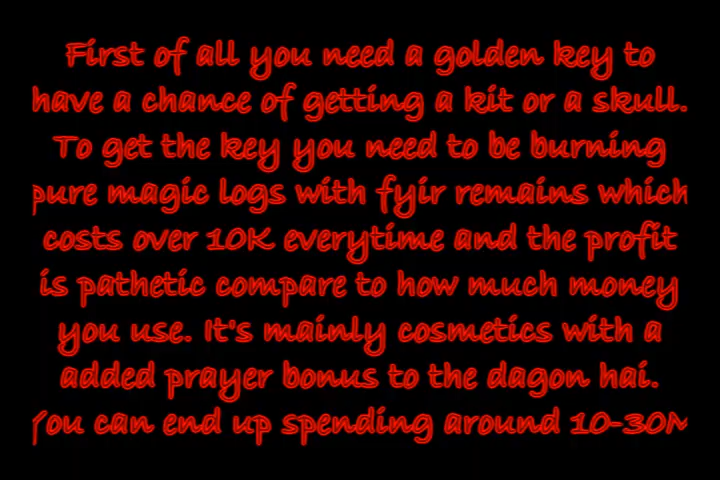 First of all you need a golden key to
have a chance of getting a kit or a skull.
To get the key you need to be burning
pure magic logs with fyir remains which
costs over 10K everytime and the profit
is pathetic compare to how much money
you use. It's mainly cosmetics with a
added prayer bonus to the dagon hai.
You can end up spending around 10-30M